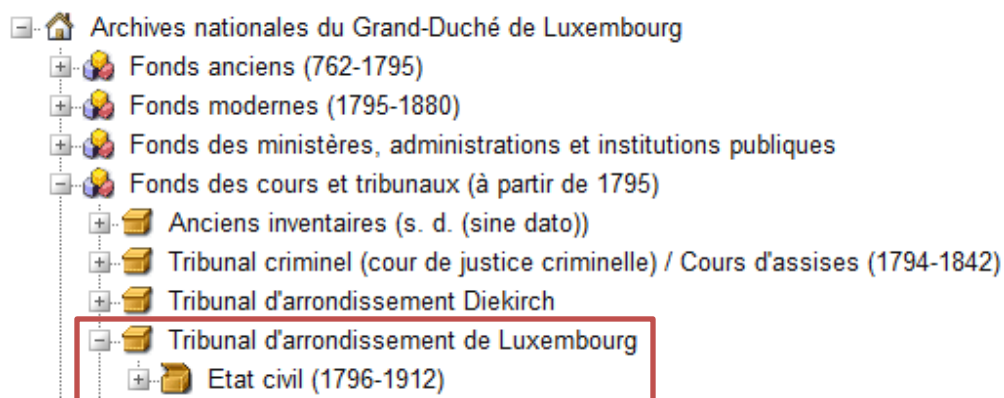 Archives nationales du Grand-Duché de Luxembourg
Fonds anciens (762-1795)
Fonds modernes (1795-1880)
Fonds des ministères, administrations et institutions publiques
Fonds des cours et tribunaux (à partir de 1795)
Anciens inventaires (s. d. (sine dato))
Tribunal criminel (cour de justice criminelle) / Cours d'assises (1794-1842)
Tribunal d'arrondissement Diekirch
Tribunal d'arrondissement de Luxembourg
Etat civil (1796-1912)